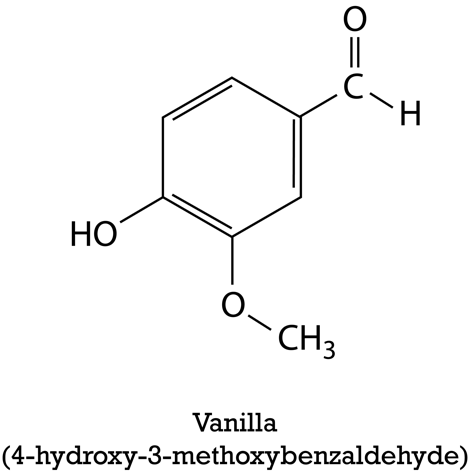 O
C
H
HO
O
CH₃
Vanilla
(4-hydroxy-3-methoxybenzaldehyde)